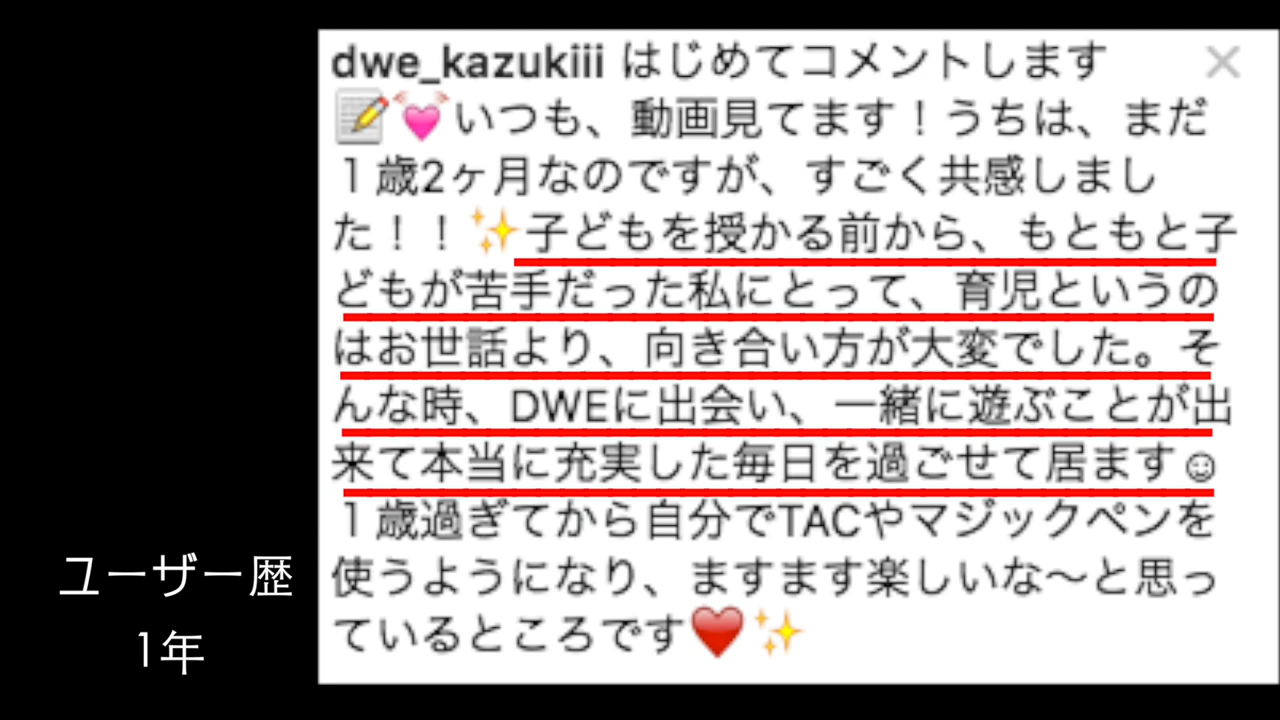 dwe_kazukiii はじめてコメントします
📝💓いつも、動画見てます！うちは、まだ
１歳2ヶ月なのですが、すごく共感しまし
た！！✨子どもを授かる前から、もともと子
どもが苦手だった私にとって、育児というの
はお世話より、向き合い方が大変でした。そ
んな時、DWEに出会い、一緒に遊ぶことが出
来て本当に充実した毎日を過ごせて居ます☺
１歳過ぎてから自分でTACやマジックペンを
使うようになり、ますます楽しいな〜と思っ
ているところです❤️✨
ユーザー歴
1年